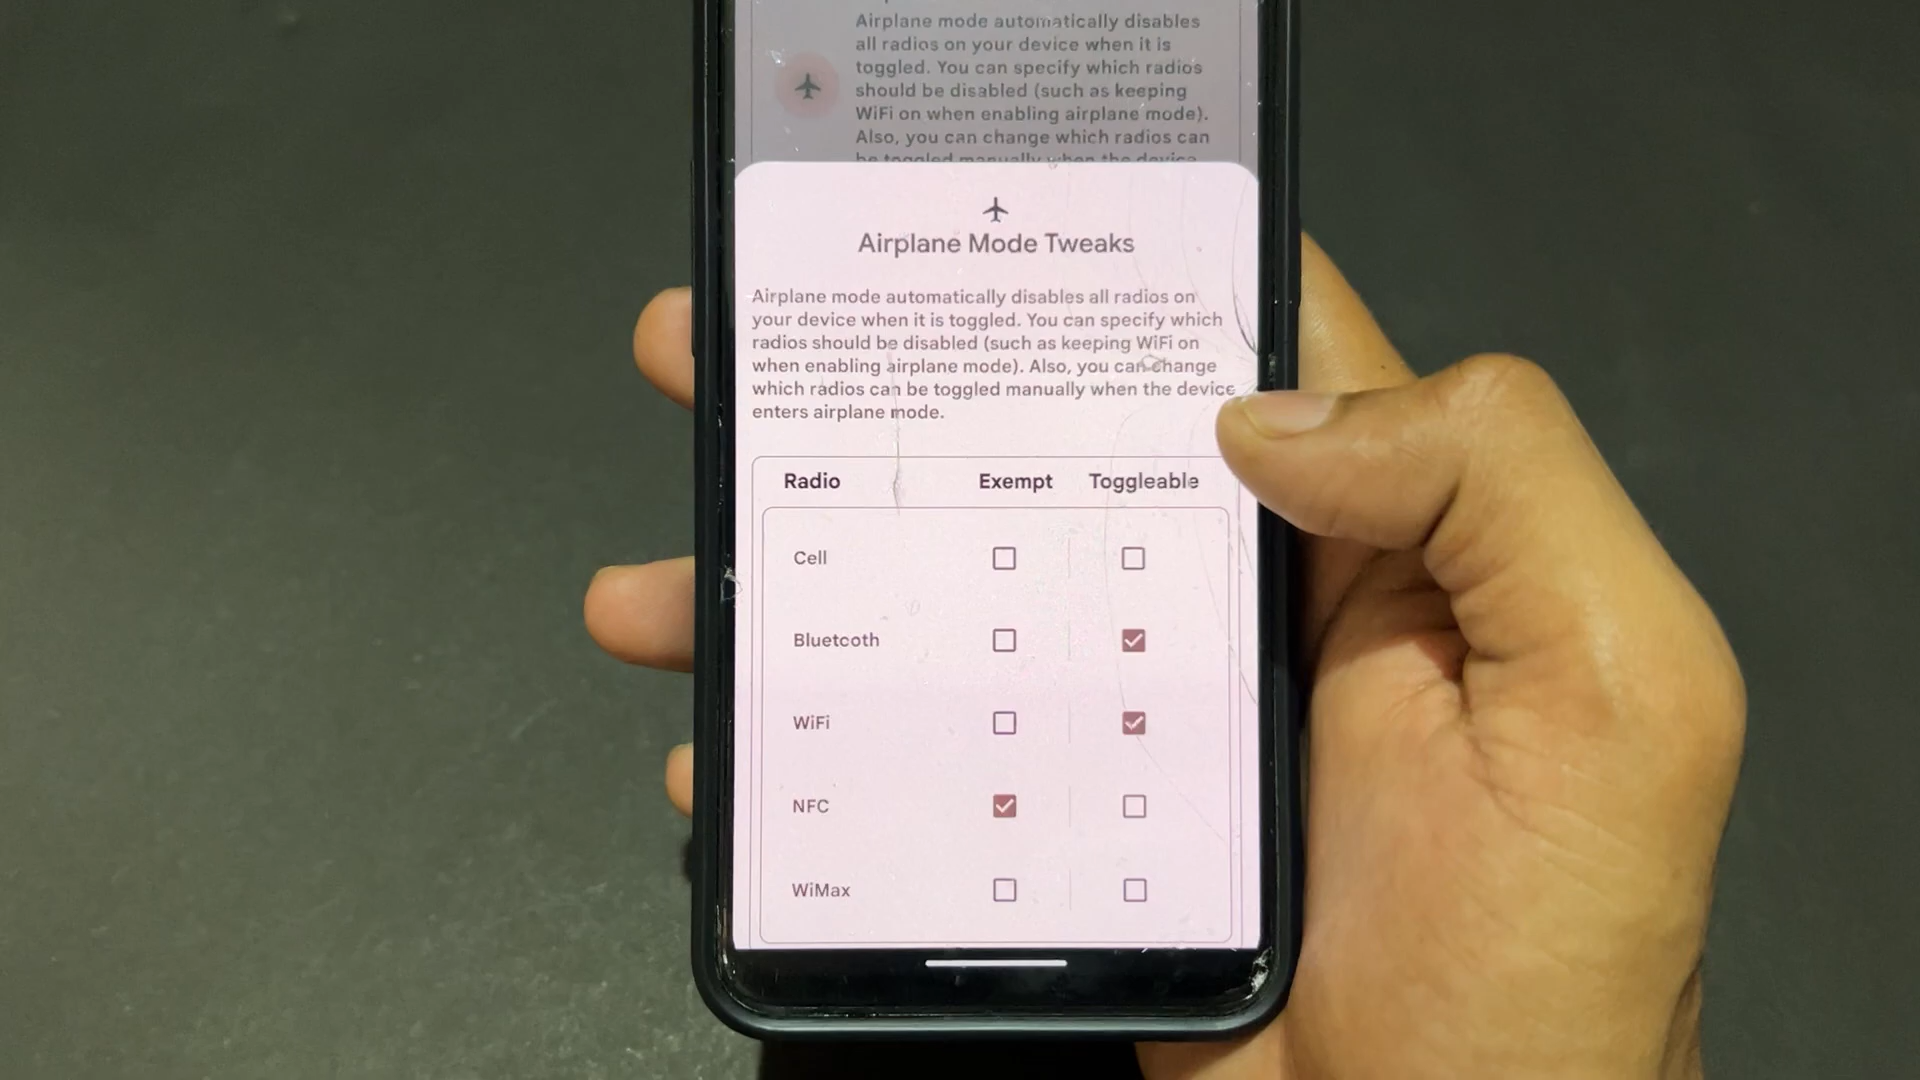 Airplane mode automatically disables
all radios on your device when it is
toggled. You can specify which radios
should be disabled (such as keeping
WiFi on when enabling airplane mode).
Also, you can change which radios can
be toggled manually when the device
Airplane Mode Tweaks
Airplane mode automatically disables all radios on
your device when it is toggled. You can specify which
radios should be disabled (such as keeping WiFi on
when enabling airplane mode). Also, you can change
which radios can be toggled manually when the device
enters airplane mode.
Radio Exempt Toggleable
Cell
Bluetooth
WiFi
NFC
WiMax